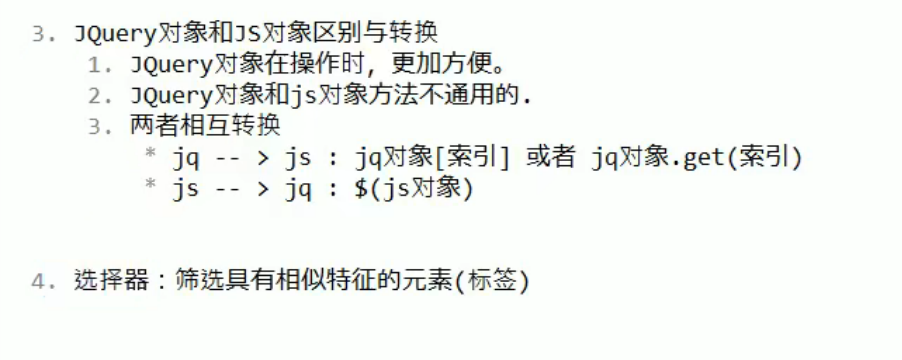 3. JQuery对象和JS对象区别与转换
1. JQuery对象在操作时，更加方便。
2. JQuery对象和js对象方法不通用的.
3. 两者相互转换
* jq -- > js : jq对象[索引] 或者 jq对象.get(索引)
* js -- > jq : $(js对象)
4. 选择器：筛选具有相似特征的元素(标签)